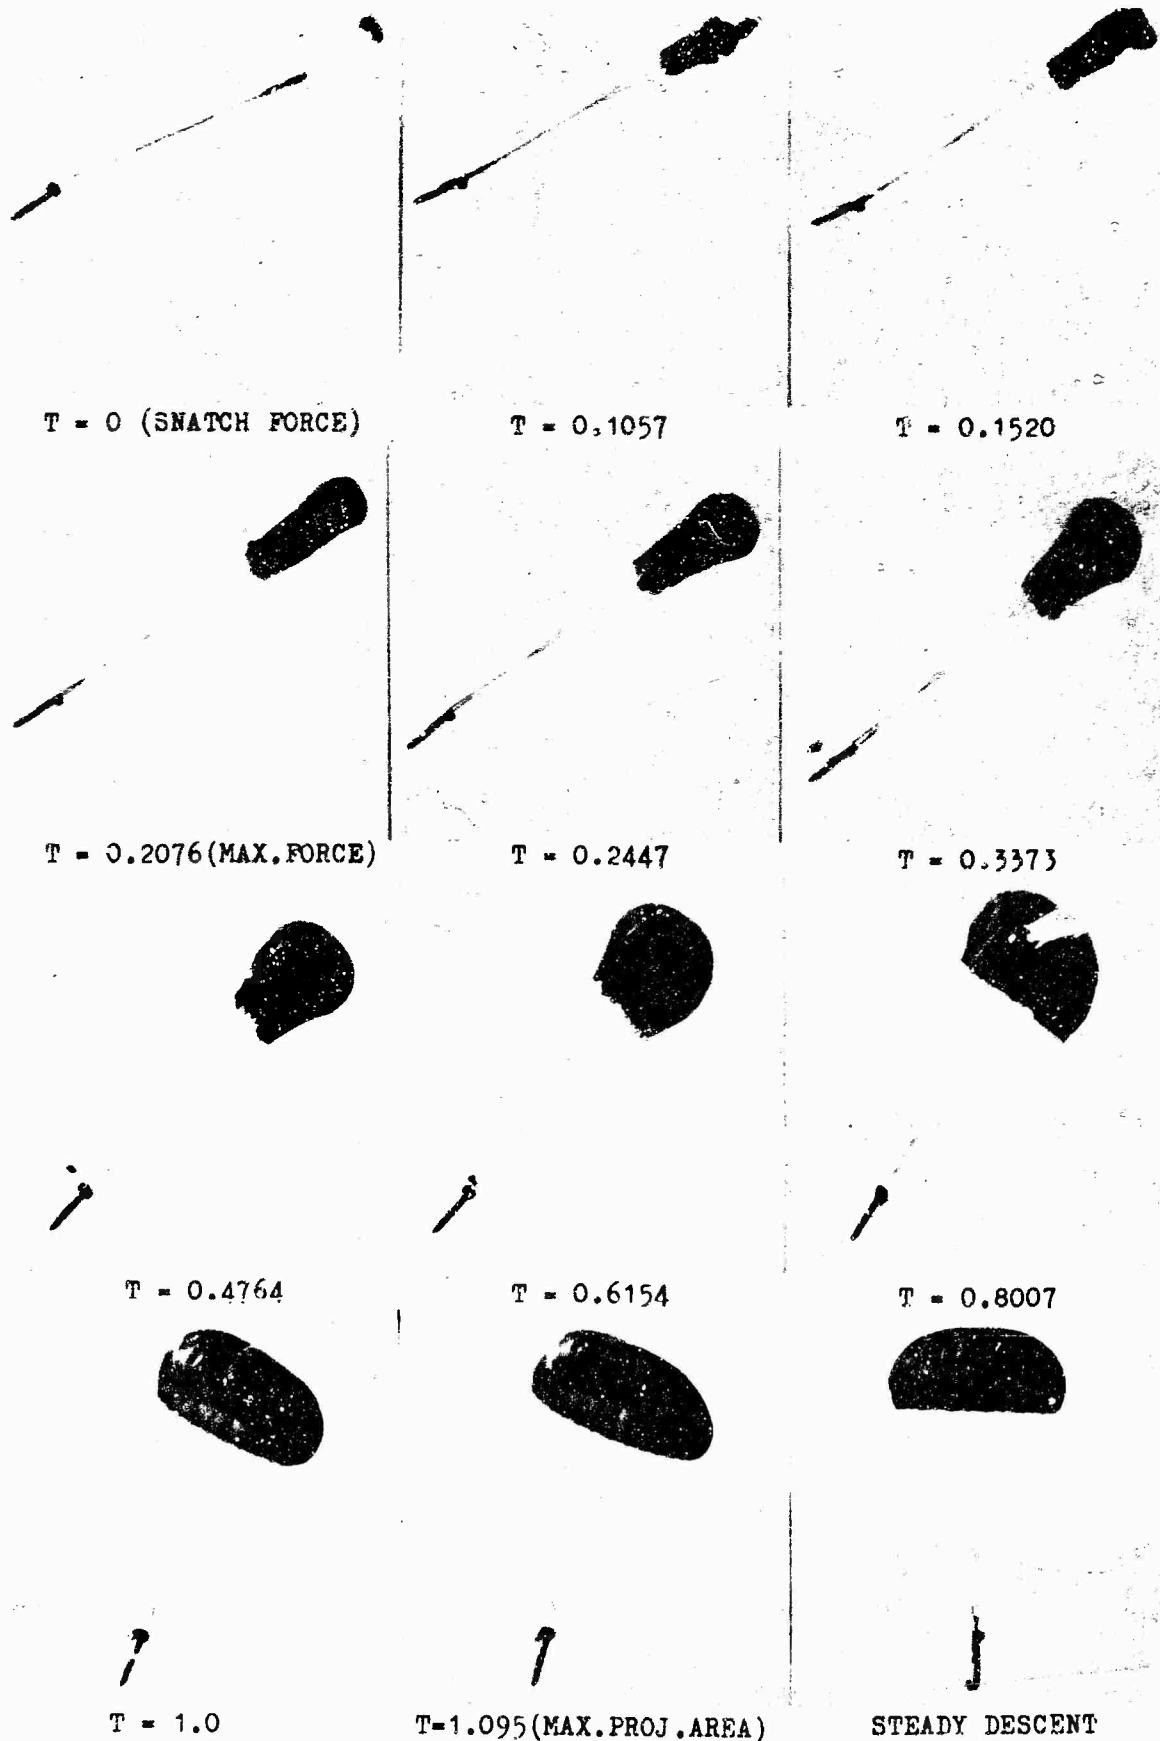 T = 0 (SNATCH FORCE)
T = 0.1057
T = 0.1520
T = 0.2076(MAX.FORCE)
T = 0.2447
T = 0.3373
T = 0.4764
T = 0.6154
T = 0.8007
T = 1.0
T=1.095(MAX.PROJ.AREA)
STEADY DESCENT